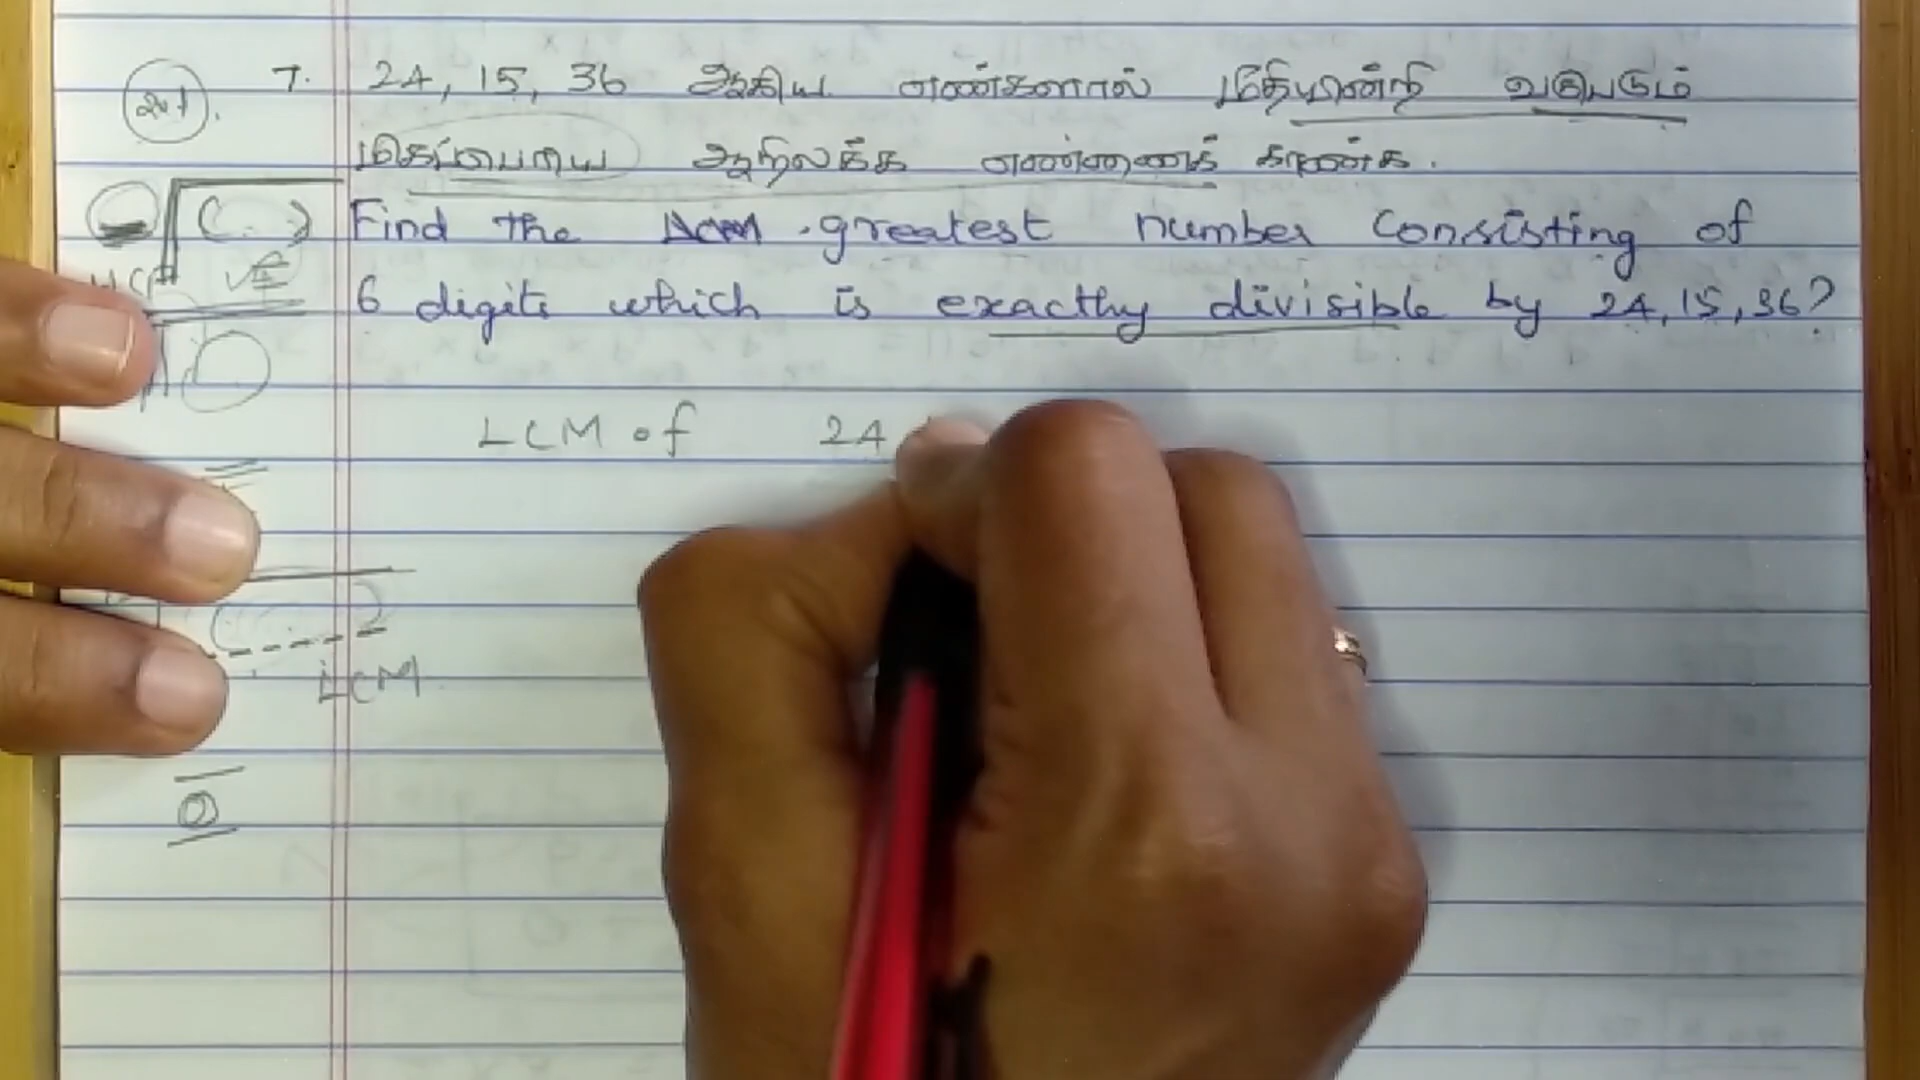 7. 24, 15, 36 ஆகிய எண்களால் மீதியின்றி வகுபடும்
மிகப்பெரிய ஆறிலக்க எண்ணைக் காண்க.
Find the greatest number consisting of
6 digits which is exactly divisible by 24, 15, 36?
LCM of 24
LCM